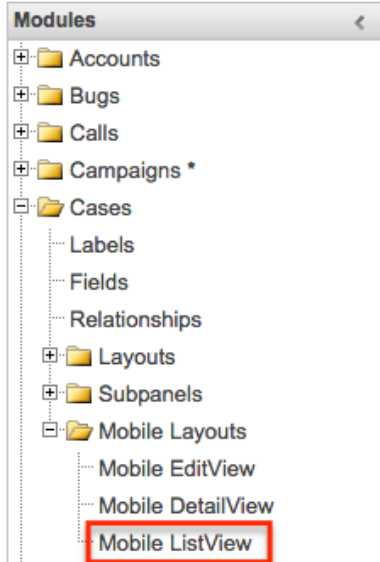 Modules
Accounts
Bugs
Calls
Campaigns *
Cases
Labels
Fields
Relationships
Layouts
Subpanels
Mobile Layouts
Mobile EditView
Mobile DetailView
Mobile ListView